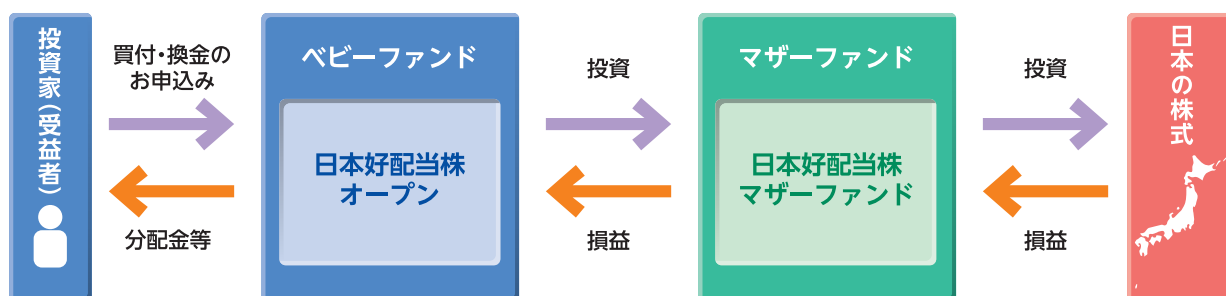 投資家(受益者)
買付・換金の
お申込み
分配金等
ベビーファンド
日本好配当株
オープン
投資
損益
マザーファンド
日本好配当株
マザーファンド
投資
損益
日本の株式